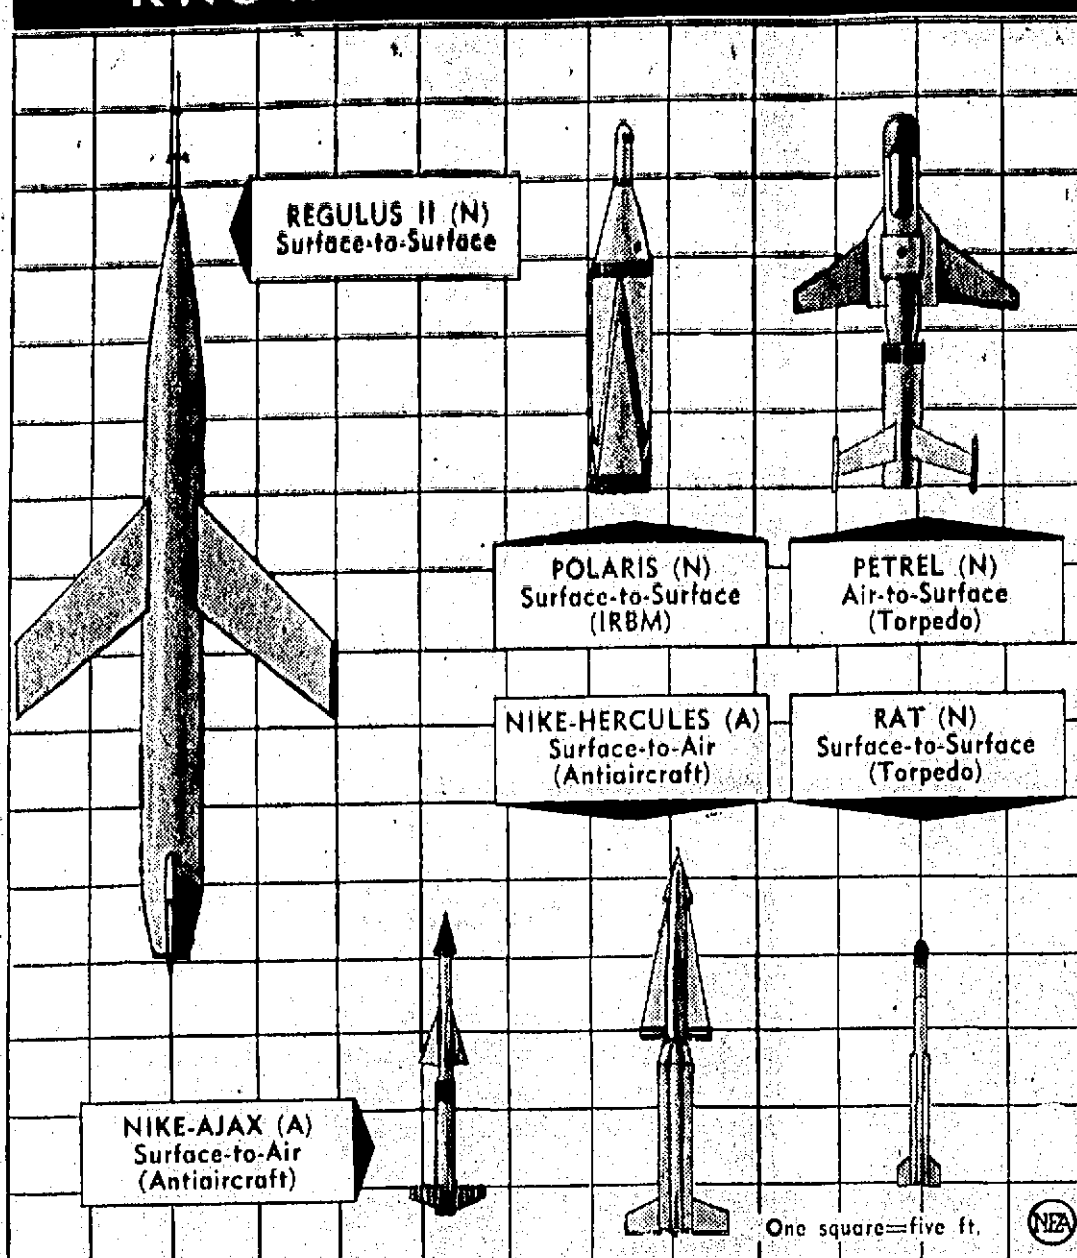 REGULUS II (N)
Surface-to-Surface
POLARIS (N)
Surface-to-Surface
(IRBM)
PETREL (N)
Air-to-Surface
(Torpedo)
NIKE-HERCULES (A)
Surface-to-Air
(Antiaircraft)
RAT (N)
Surface-to-Surface
(Torpedo)
NIKE-AJAX (A)
Surface-to-Air
(Antiaircraft)
One square=five ft.
NEA